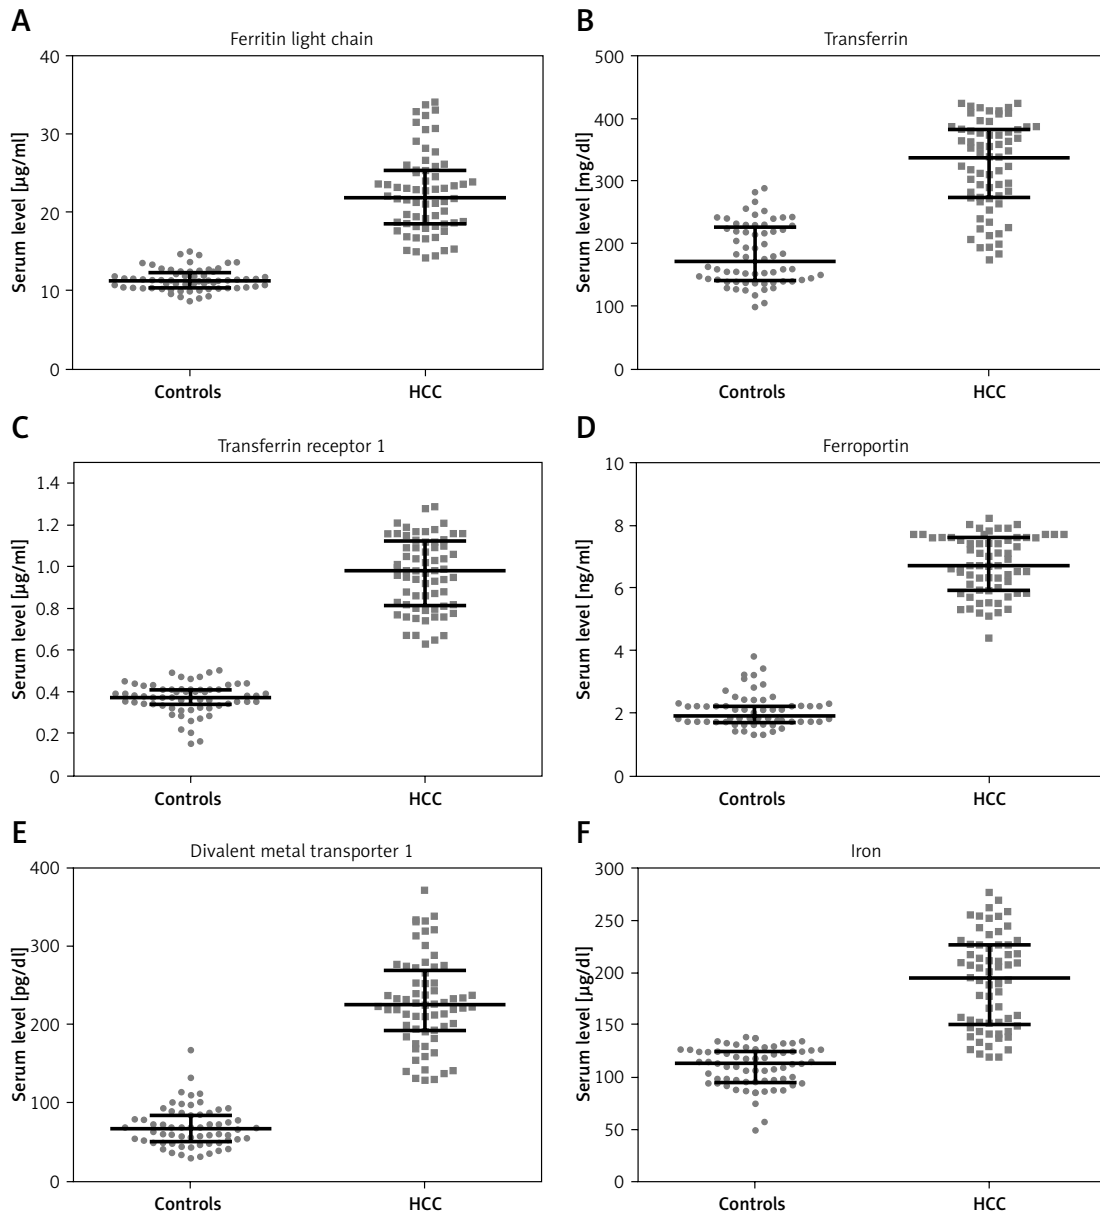 A
Ferritin light chain
Serum level [µg/ml]
40
30
20
10
0
Controls
HCC
B
Transferrin
Serum level [mg/dl]
500
400
300
200
100
0
Controls
HCC
C
Transferrin receptor 1
Serum level [µg/ml]
1.4
1.2
1.0
0.8
0.6
0.4
0.2
0
Controls
HCC
D
Ferroportin
Serum level [ng/ml]
10
8
6
4
2
0
Controls
HCC
E
Divalent metal transporter 1
Serum level [pg/dl]
400
300
200
100
0
Controls
HCC
F
Iron
Serum level [µg/dl]
300
250
200
150
100
50
0
Controls
HCC